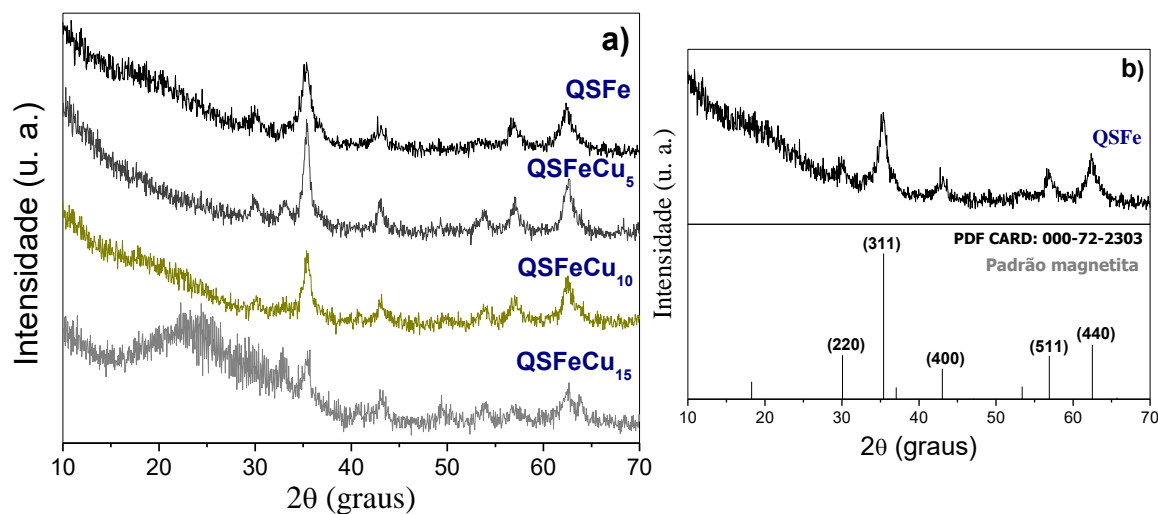 a)
QSFe
QSFeCu5
QSFeCu10
QSFeCu15
Intensidade (u. a.)
10 20 30 40 50 60 70
2θ (graus)
b)
QSFe
PDF CARD: 000-72-2303
Padrão magnetita
(311)
(220)
(400)
(511)
(440)
Intensidade (u. a.)
10 20 30 40 50 60 70
2θ (graus)